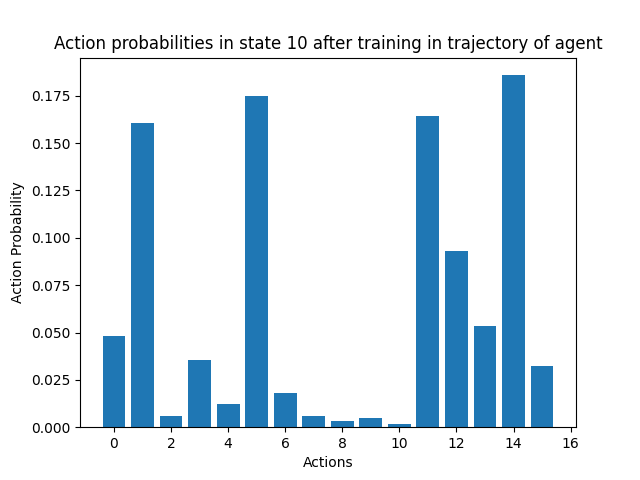 Action probabilities in state 10 after training in trajectory of agent
0.175
0.150
0.125
0.100
0.075
0.050
0.025
0.000
Action Probability
0 2 4 6 8 10 12 14 16
Actions